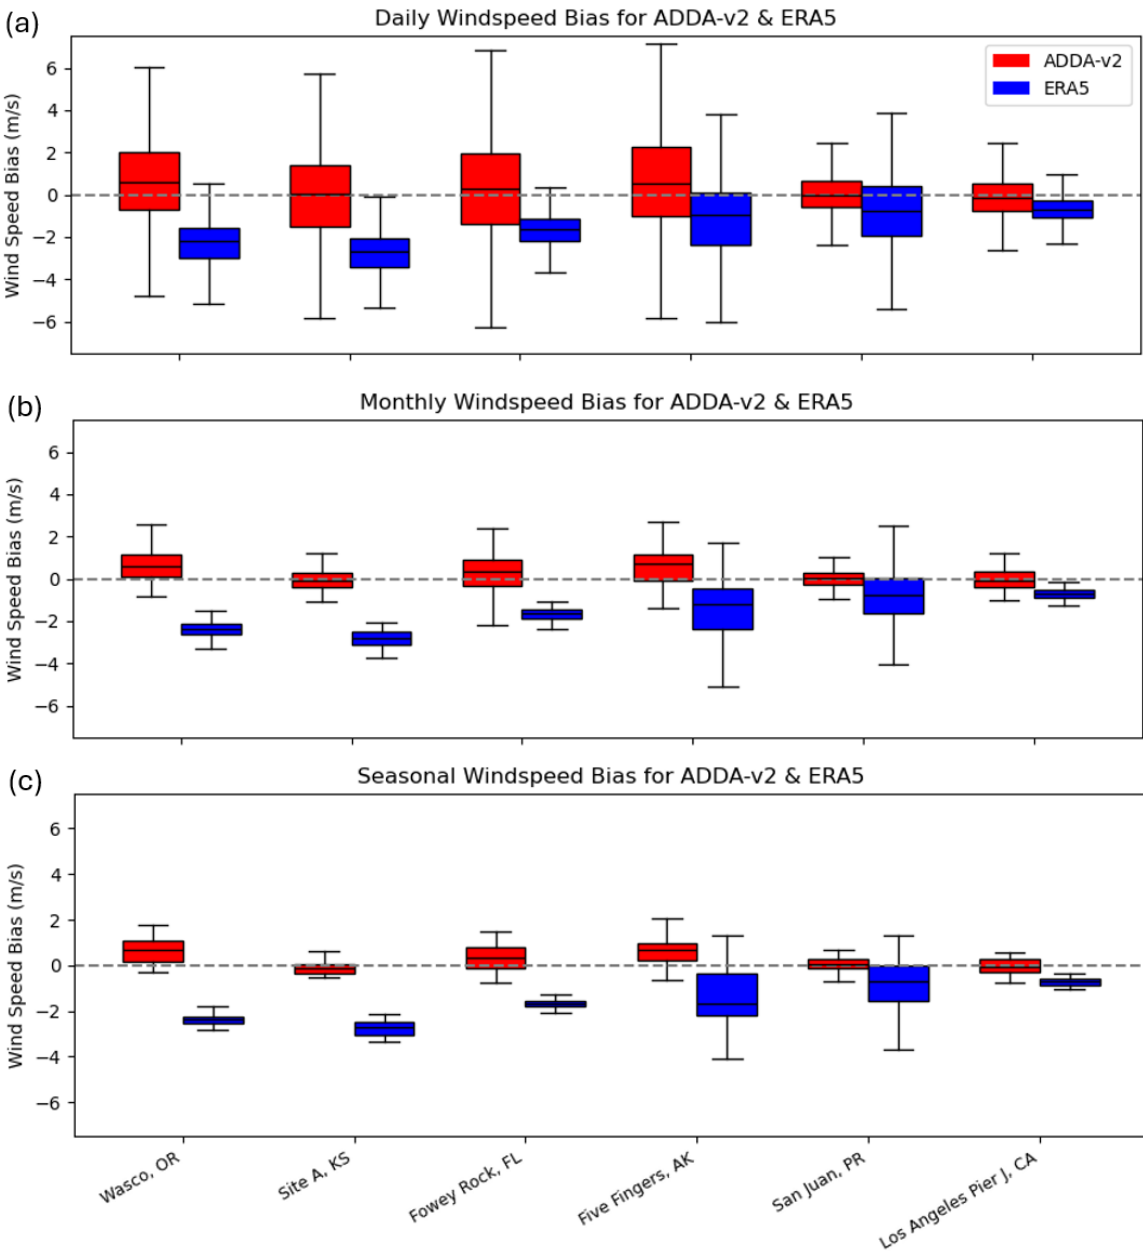 (a)
Daily Windspeed Bias for ADDA-v2 & ERA5
Wind Speed Bias (m/s)
6
4
2
0
−2
−4
−6
ADDA-v2
ERA5
(b)
Monthly Windspeed Bias for ADDA-v2 & ERA5
Wind Speed Bias (m/s)
6
4
2
0
−2
−4
−6
(c)
Seasonal Windspeed Bias for ADDA-v2 & ERA5
Wind Speed Bias (m/s)
6
4
2
0
−2
−4
−6
Wasco, OR
Site A, KS
Fowey Rock, FL
Five Fingers, AK
San Juan, PR
Los Angeles Pier J, CA